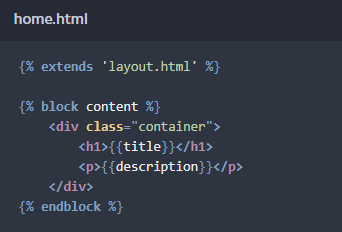 home.html
{% extends 'layout.html' %}
{% block content %}
<div class="container">
<h1>{{title}}</h1>
<p>{{description}}</p>
</div>
{% endblock %}